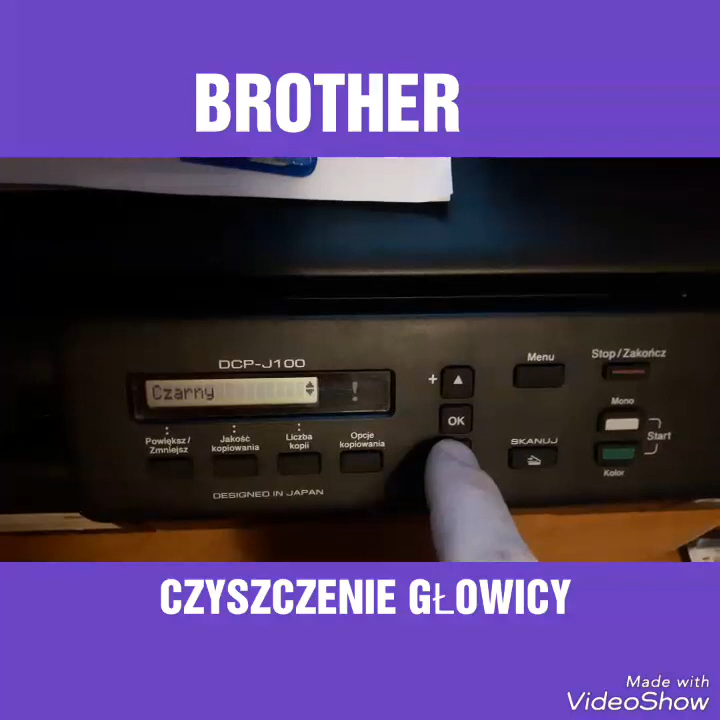 BROTHER
DCP-J100
Czarny
Powiększ/
Zmniejsz
Jakość
kopiowania
Liczba
kopii
Opcje
kopiowania
DESIGNED IN JAPAN
+
OK
Menu
Stop/Zakończ
SKANUJ
Mono
Start
Kolor
CZYSZCZENIE GŁOWICY
Made with
VideoShow